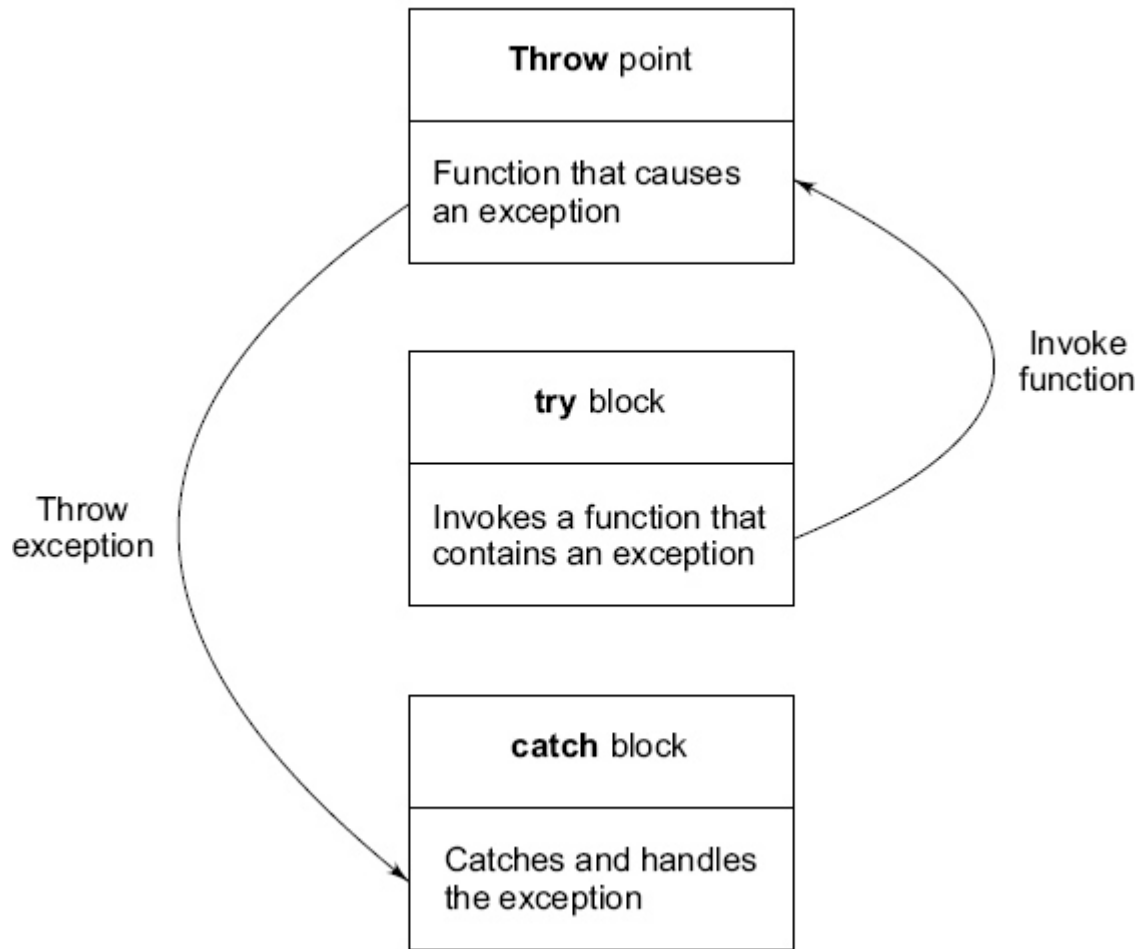 Throw point
Function that causes
an exception
Invoke
function
try block
Invokes a function that
contains an exception
Throw
exception
catch block
Catches and handles
the exception